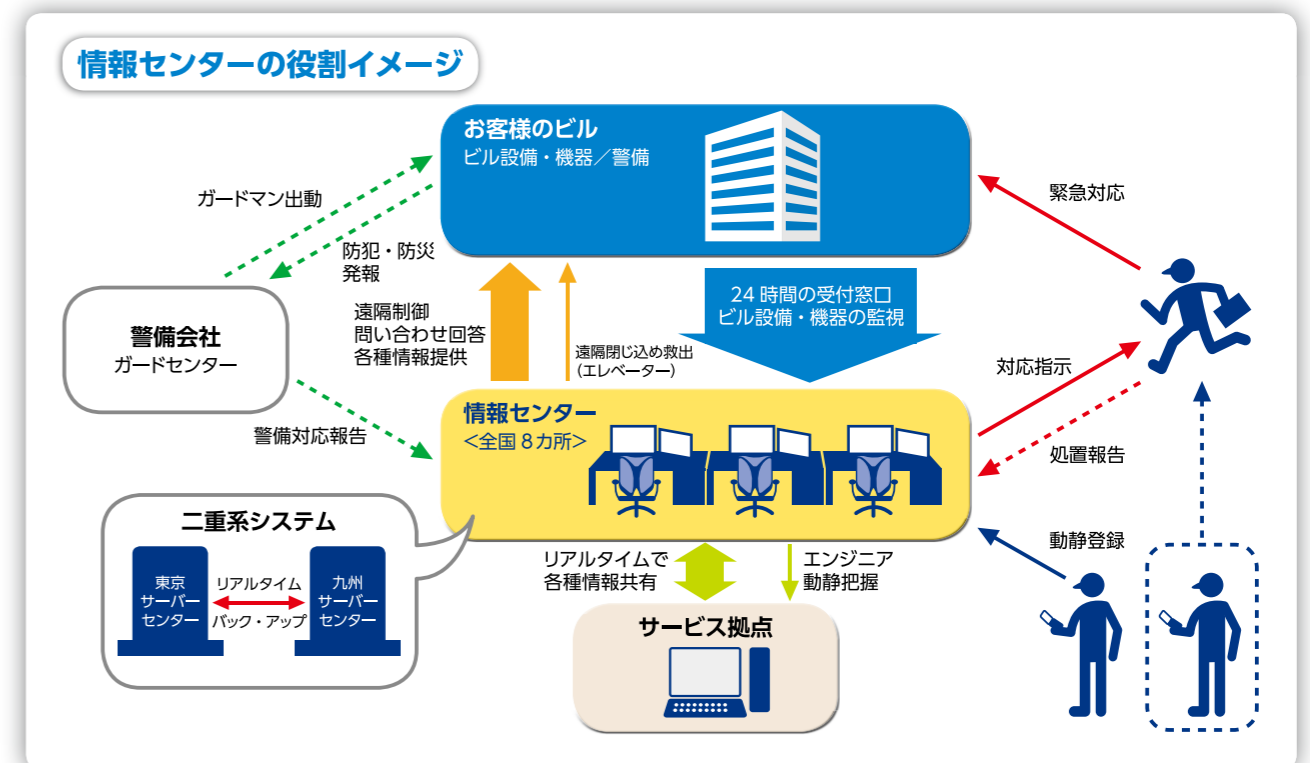 情報センターの役割イメージ
お客様のビル
ビル設備・機器／警備
ガードマン出動
緊急対応
防犯・防災
発報
24時間の受付窓口
ビル設備・機器の監視
警備会社
ガードセンター
遠隔制御
問い合わせ回答
各種情報提供
遠隔閉じ込め救出
（エレベーター）
対応指示
情報センター
＜全国8カ所＞
警備対応報告
処置報告
二重系システム
東京
サーバー
センター
リアルタイム
バック・アップ
九州
サーバー
センター
リアルタイムで
各種情報共有
エンジニア
動静把握
動静登録
サービス拠点